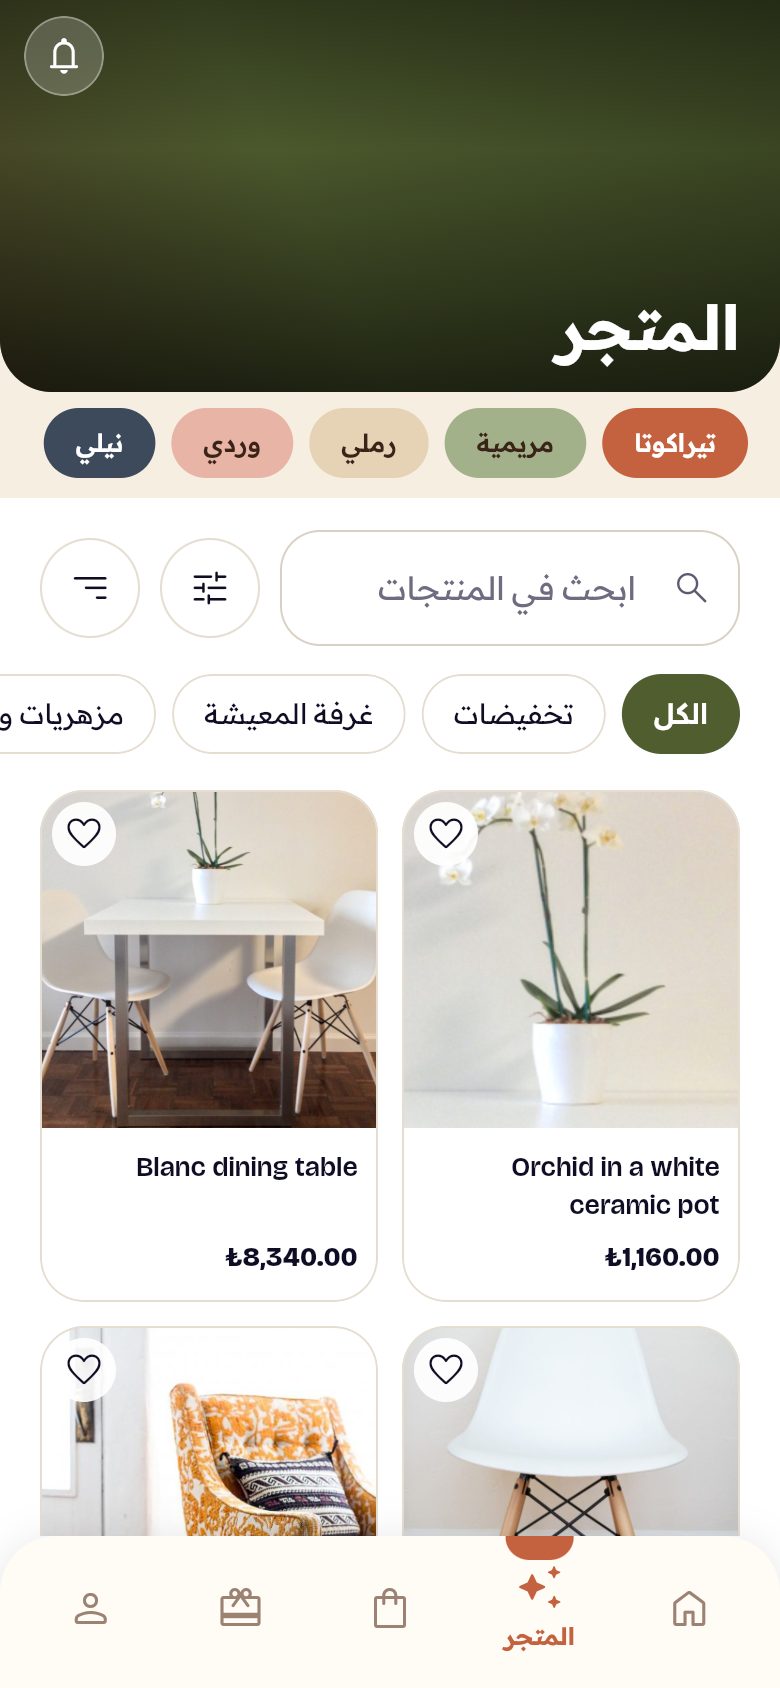 المتجر
تيراكوتا
مريمية
رملي
وردي
نيلي
ابحث في المنتجات
الكل
تخفيضات
غرفة المعيشة
مزهريات و
Orchid in a white
ceramic pot
₺1,160.00
Blanc dining table
₺8,340.00
المتجر